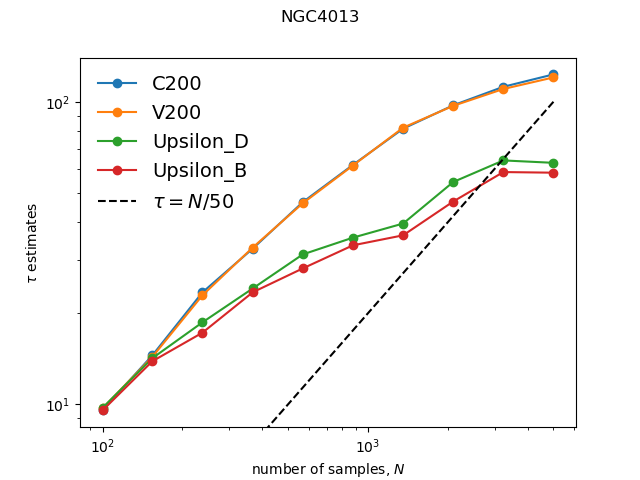 NGC4013
C200
V200
Upsilon_D
Upsilon_B
τ = N/50
10²
10¹
τ estimates
10² 10³
number of samples, N